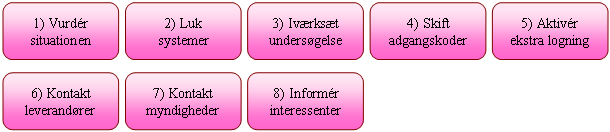 1) Vurdér
situationen
2) Luk
systemer
3) Iværksæt
undersøgelse
4) Skift
adgangskoder
5) Aktivér
ekstra logning
6) Kontakt
leverandører
7) Kontakt
myndigheder
8) Informér
interessenter